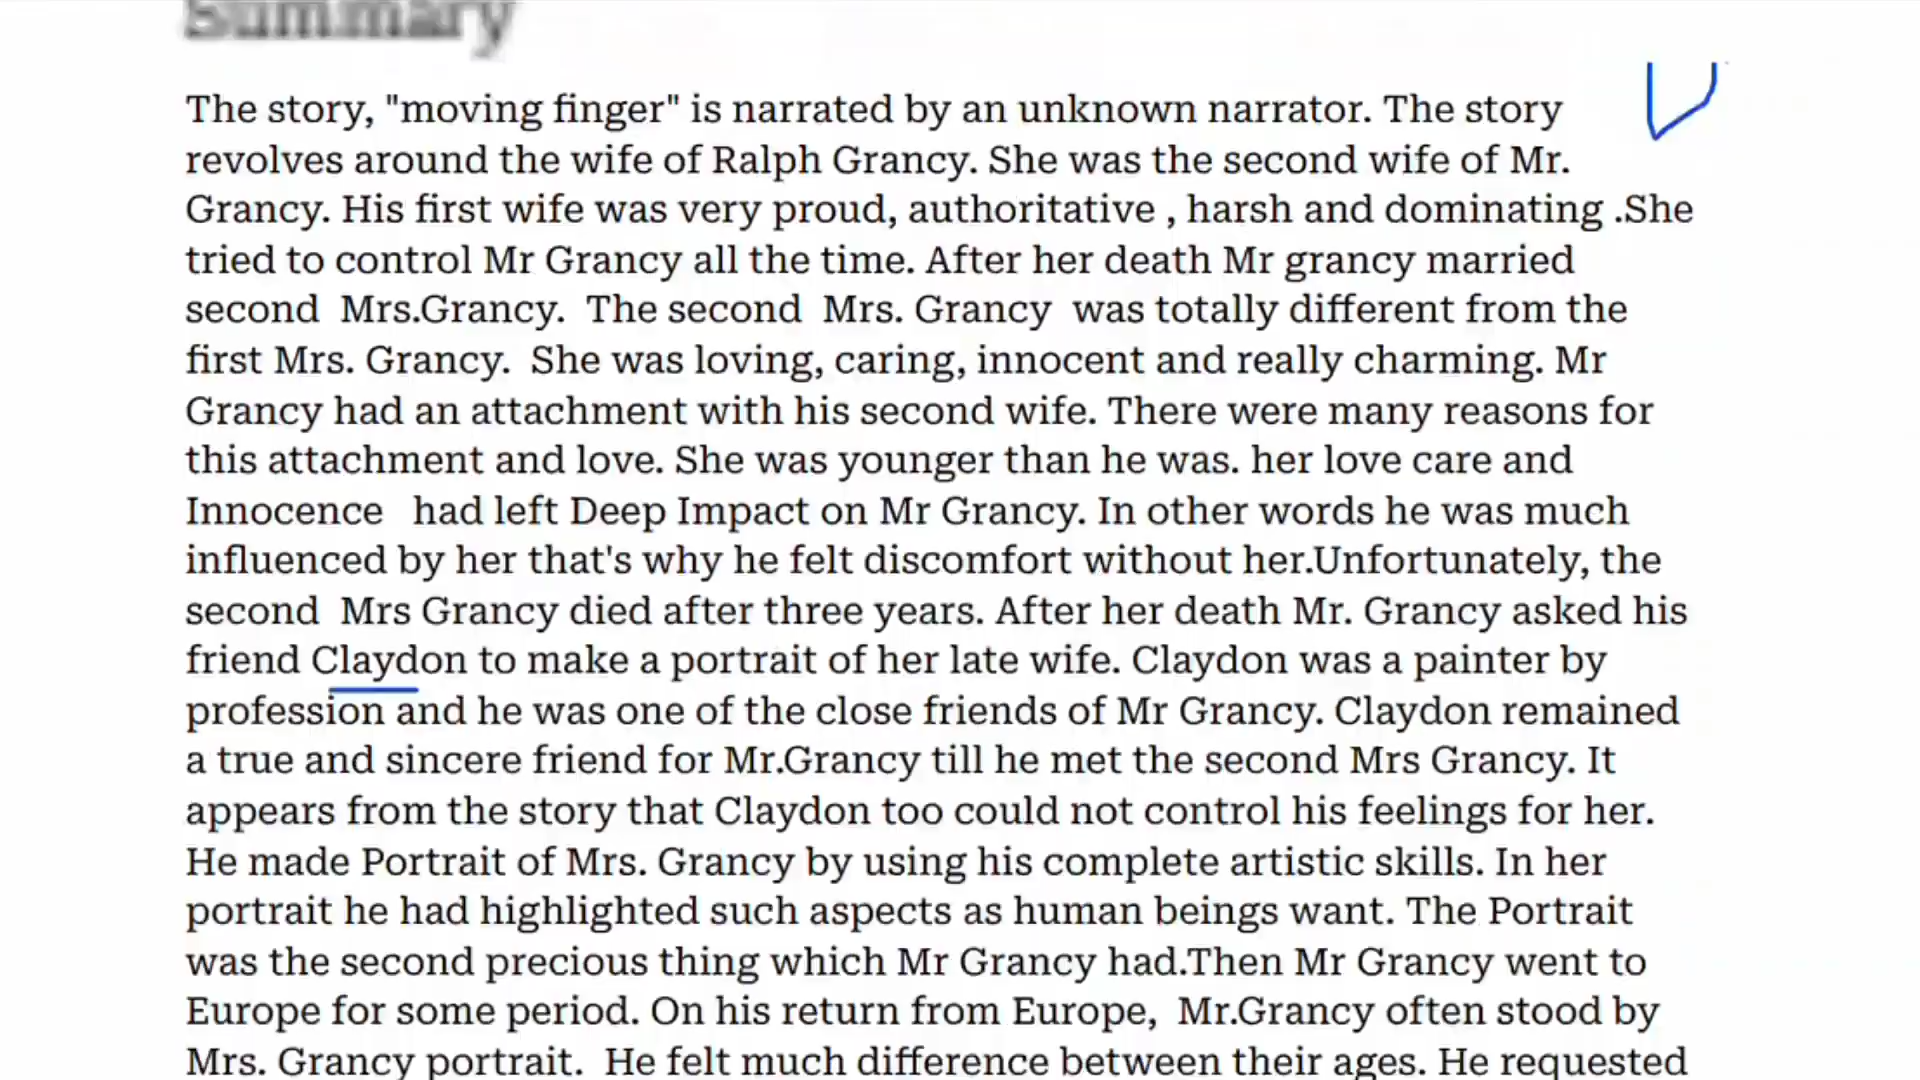 Summary
The story, "moving finger" is narrated by an unknown narrator. The story
revolves around the wife of Ralph Grancy. She was the second wife of Mr.
Grancy. His first wife was very proud, authoritative , harsh and dominating .She
tried to control Mr Grancy all the time. After her death Mr grancy married
second  Mrs.Grancy.  The second  Mrs. Grancy  was totally different from the
first Mrs. Grancy.  She was loving, caring, innocent and really charming. Mr
Grancy had an attachment with his second wife. There were many reasons for
this attachment and love. She was younger than he was. her love care and
Innocence   had left Deep Impact on Mr Grancy. In other words he was much
influenced by her that's why he felt discomfort without her.Unfortunately, the
second  Mrs Grancy died after three years. After her death Mr. Grancy asked his
friend Claydon to make a portrait of her late wife. Claydon was a painter by
profession and he was one of the close friends of Mr Grancy. Claydon remained
a true and sincere friend for Mr.Grancy till he met the second Mrs Grancy. It
appears from the story that Claydon too could not control his feelings for her.
He made Portrait of Mrs. Grancy by using his complete artistic skills. In her
portrait he had highlighted such aspects as human beings want. The Portrait
was the second precious thing which Mr Grancy had.Then Mr Grancy went to
Europe for some period. On his return from Europe,  Mr.Grancy often stood by
Mrs. Grancy portrait.  He felt much difference between their ages. He requested